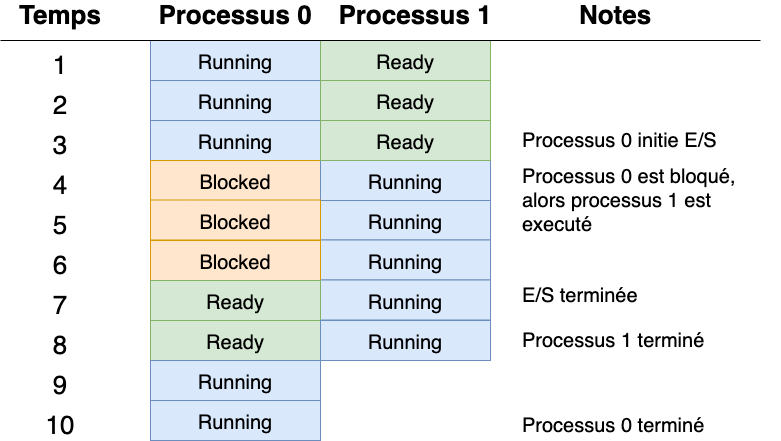 Temps Processus 0 Processus 1 Notes
1 Running Ready
2 Running Ready
3 Running Ready Processus 0 initie E/S
4 Blocked Running Processus 0 est bloqué,
alors processus 1 est
5 Blocked Running executé
6 Blocked Running
7 Ready Running E/S terminée
8 Ready Running Processus 1 terminé
9 Running
10 Running Processus 0 terminé